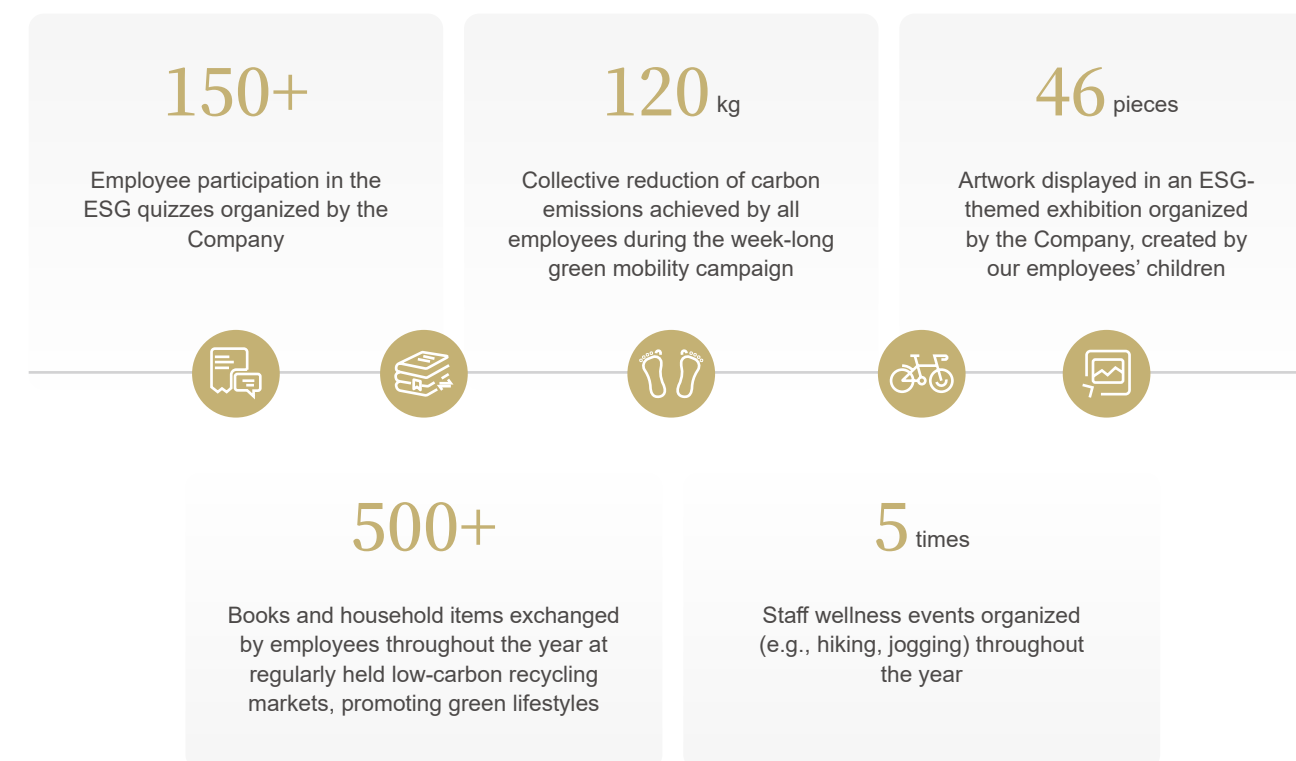 150+
Employee participation in the
ESG quizzes organized by the
Company
120 kg
Collective reduction of carbon
emissions achieved by all
employees during the week-long
green mobility campaign
46 pieces
Artwork displayed in an ESG-
themed exhibition organized
by the Company, created by
our employees’ children
500+
Books and household items exchanged
by employees throughout the year at
regularly held low-carbon recycling
markets, promoting green lifestyles
5 times
Staff wellness events organized
(e.g., hiking, jogging) throughout
the year